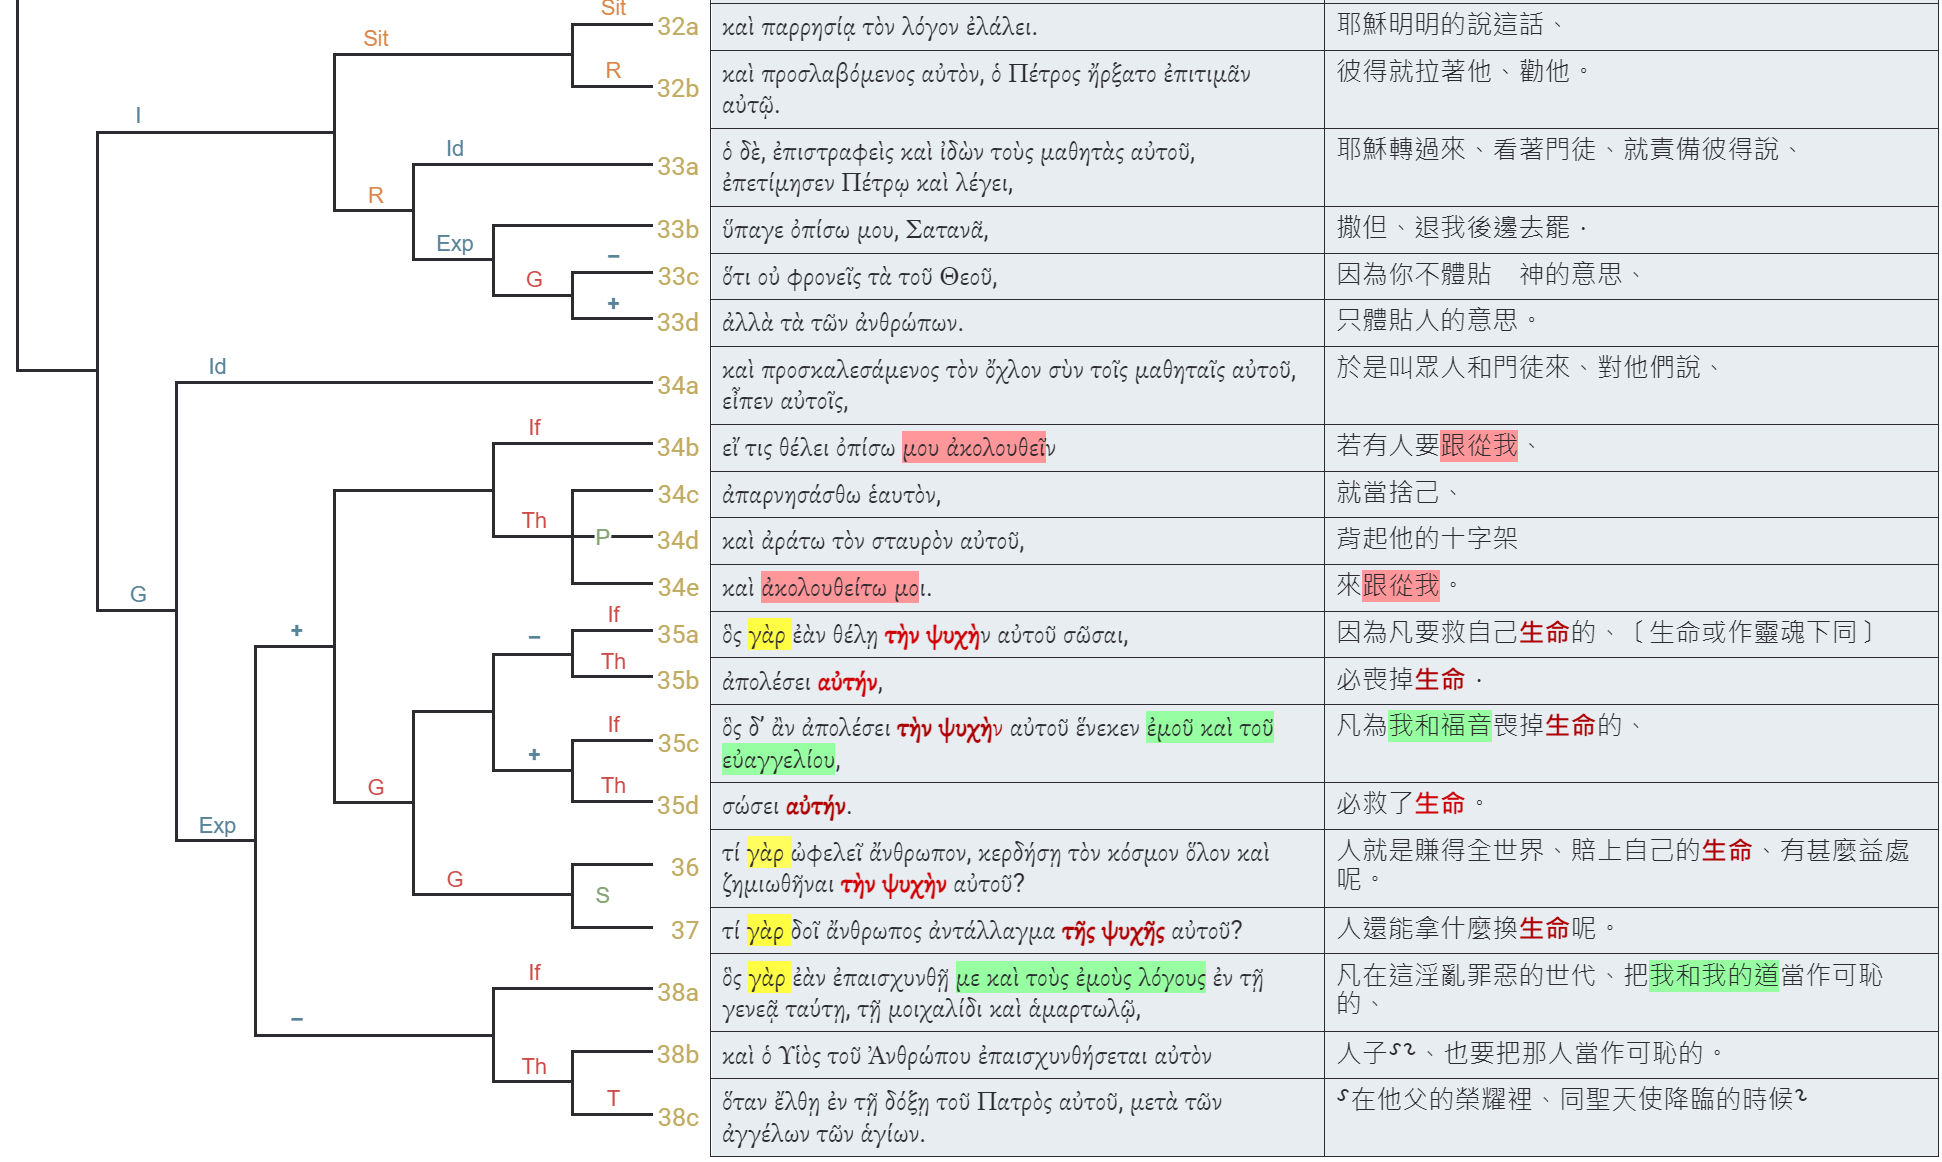 Sit
32a
καὶ παρρησίᾳ τὸν λόγον ἐλάλει.
耶穌明明的說這話、
Sit
R
32b
καὶ προσλαβόμενος αὐτὸν, ὁ Πέτρος ἤρξατο ἐπιτιμᾶν
αὐτῷ.
彼得就拉著他、勸他。
I
Id
33a
ὁ δὲ, ἐπιστραφεὶς καὶ ἰδὼν τοὺς μαθητὰς αὐτοῦ,
ἐπετίμησεν Πέτρῳ καὶ λέγει,
耶穌轉過來、看著門徒、就責備彼得說、
R
33b
ὕπαγε ὀπίσω μου, Σατανᾶ,
撒但、退我後邊去罷．
Exp
−
33c
ὅτι οὐ φρονεῖς τὰ τοῦ Θεοῦ,
因為你不體貼　神的意思、
G
+
33d
ἀλλὰ τὰ τῶν ἀνθρώπων.
只體貼人的意思。
Id
34a
καὶ προσκαλεσάμενος τὸν ὄχλον σὺν τοῖς μαθηταῖς αὐτοῦ,
εἶπεν αὐτοῖς,
於是叫眾人和門徒來、對他們說、
If
34b
εἴ τις θέλει ὀπίσω μου ἀκολουθεῖν
若有人要跟從我、
34c
ἀπαρνησάσθω ἑαυτὸν,
就當捨己、
Th
P
34d
καὶ ἀράτω τὸν σταυρὸν αὐτοῦ,
背起他的十字架
34e
καὶ ἀκολουθείτω μοι.
來跟從我。
G
+
−
If
35a
ὃς γὰρ ἐὰν θέλῃ τὴν ψυχὴν αὐτοῦ σῶσαι,
因為凡要救自己生命的、〔生命或作靈魂下同〕
Th
35b
ἀπολέσει αὐτήν,
必喪掉生命．
If
35c
ὃς δ’ ἂν ἀπολέσει τὴν ψυχὴν αὐτοῦ ἕνεκεν ἐμοῦ καὶ τοῦ
εὐαγγελίου,
凡為我和福音喪掉生命的、
+
G
Th
35d
σώσει αὐτήν.
必救了生命。
Exp
36
τί γὰρ ὠφελεῖ ἄνθρωπον, κερδήσῃ τὸν κόσμον ὅλον καὶ
ζημιωθῆναι τὴν ψυχὴν αὐτοῦ?
人就是賺得全世界、賠上自己的生命、有甚麼益處
呢。
G
S
37
τί γὰρ δοῖ ἄνθρωπος ἀντάλλαγμα τῆς ψυχῆς αὐτοῦ?
人還能拿什麼換生命呢。
If
38a
ὃς γὰρ ἐὰν ἐπαισχυνθῇ με καὶ τοὺς ἐμοὺς λόγους ἐν τῇ
γενεᾷ ταύτῃ, τῇ μοιχαλίδι καὶ ἁμαρτωλῷ,
凡在這淫亂罪惡的世代、把我和我的道當作可恥
的、
−
38b
καὶ ὁ Υἱὸς τοῦ Ἀνθρώπου ἐπαισχυνθήσεται αὐτὸν
人子⸉⸊、也要把那人當作可恥的。
Th
T
38c
ὅταν ἔλθῃ ἐν τῇ δόξῃ τοῦ Πατρὸς αὐτοῦ, μετὰ τῶν
ἀγγέλων τῶν ἁγίων.
⸉在他父的榮耀裡、同聖天使降臨的時候⸊